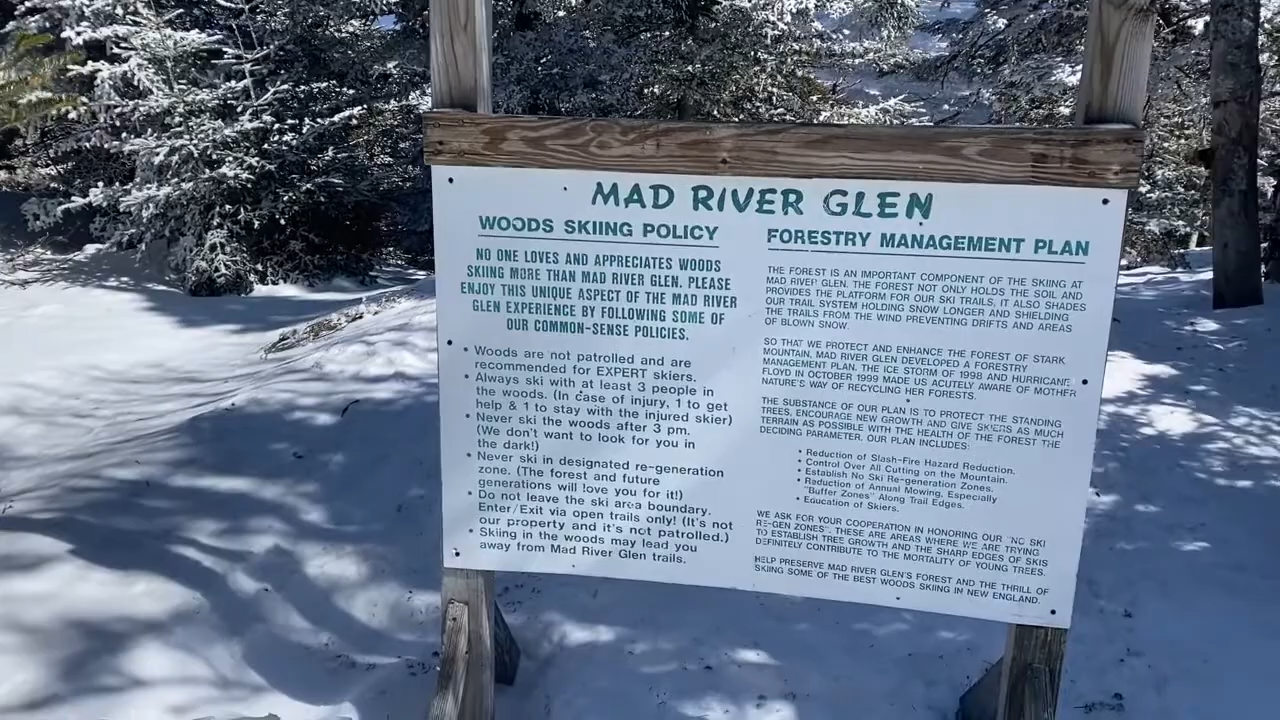 MAD RIVER GLEN
WOODS SKIING POLICY
NO ONE LOVES AND APPRECIATES WOODS
SKIING MORE THAN MAD RIVER GLEN. PLEASE
ENJOY THIS UNIQUE ASPECT OF THE MAD RIVER
GLEN EXPERIENCE BY FOLLOWING SOME OF
OUR COMMON-SENSE POLICIES.
• Woods are not patrolled and are
recommended for EXPERT skiers.
• Always ski with at least 3 people in
the woods. (In case of injury, 1 to get
help & 1 to stay with the injured skier)
• Never ski the woods after 3 pm.
(We don't want to look for you in
the dark!)
• Never ski in designated re-generation
zone. (The forest and future
generations will love you for it!)
• Do not leave the ski area boundary.
Enter/Exit via open trails only! (It's not
our property and it's not patrolled.)
• Skiing in the woods may lead you
away from Mad River Glen trails.
FORESTRY MANAGEMENT PLAN
THE FOREST IS AN IMPORTANT COMPONENT OF THE SKIING AT
MAD RIVER GLEN. THE FOREST NOT ONLY HOLDS THE SOIL AND
PROVIDES THE PLATFORM FOR OUR SKI TRAILS, IT ALSO SHADES
OUR TRAIL SYSTEM HOLDING SNOW LONGER AND SHIELDING
THE TRAILS FROM THE WIND PREVENTING DRIFTS AND AREAS
OF BLOWN SNOW.
SO THAT WE PROTECT AND ENHANCE THE FOREST OF STARK
MOUNTAIN, MAD RIVER GLEN DEVELOPED A FORESTRY
MANAGEMENT PLAN. THE ICE STORM OF 1998 AND HURRICANE
FLOYD IN OCTOBER 1999 MADE US ACUTELY AWARE OF MOTHER
NATURE'S WAY OF RECYCLING HER FORESTS.
THE SUBSTANCE OF OUR PLAN IS TO PROTECT THE STANDING
TREES, ENCOURAGE NEW GROWTH AND GIVE SKIERS AS MUCH
TERRAIN AS POSSIBLE WITH THE HEALTH OF THE FOREST THE
DECIDING PARAMETER. OUR PLAN INCLUDES:
• Reduction of Slash-Fire Hazard Reduction.
• Control Over All Cutting on the Mountain.
• Establish No Ski Re-generation Zones.
• Raduction of Annual Mowing, Especially
"Buffer Zones" Along Trail Edges.
• Education of Skiers.
WE ASK FOR YOUR COOPERATION IN HONORING OUR "NO SKI
RE-GEN ZONES". THESE ARE AREAS WHERE WE ARE TRYING
TO ESTABLISH TREE GROWTH AND THE SHARP EDGES OF SKIS
DEFINITELY CONTRIBUTE TO THE MORTALITY OF YOUNG TREES.
HELP PRESERVE MAD RIVER GLEN'S FOREST AND THE THRILL OF
SKIING SOME OF THE BEST WOODS SKIING IN NEW ENGLAND.